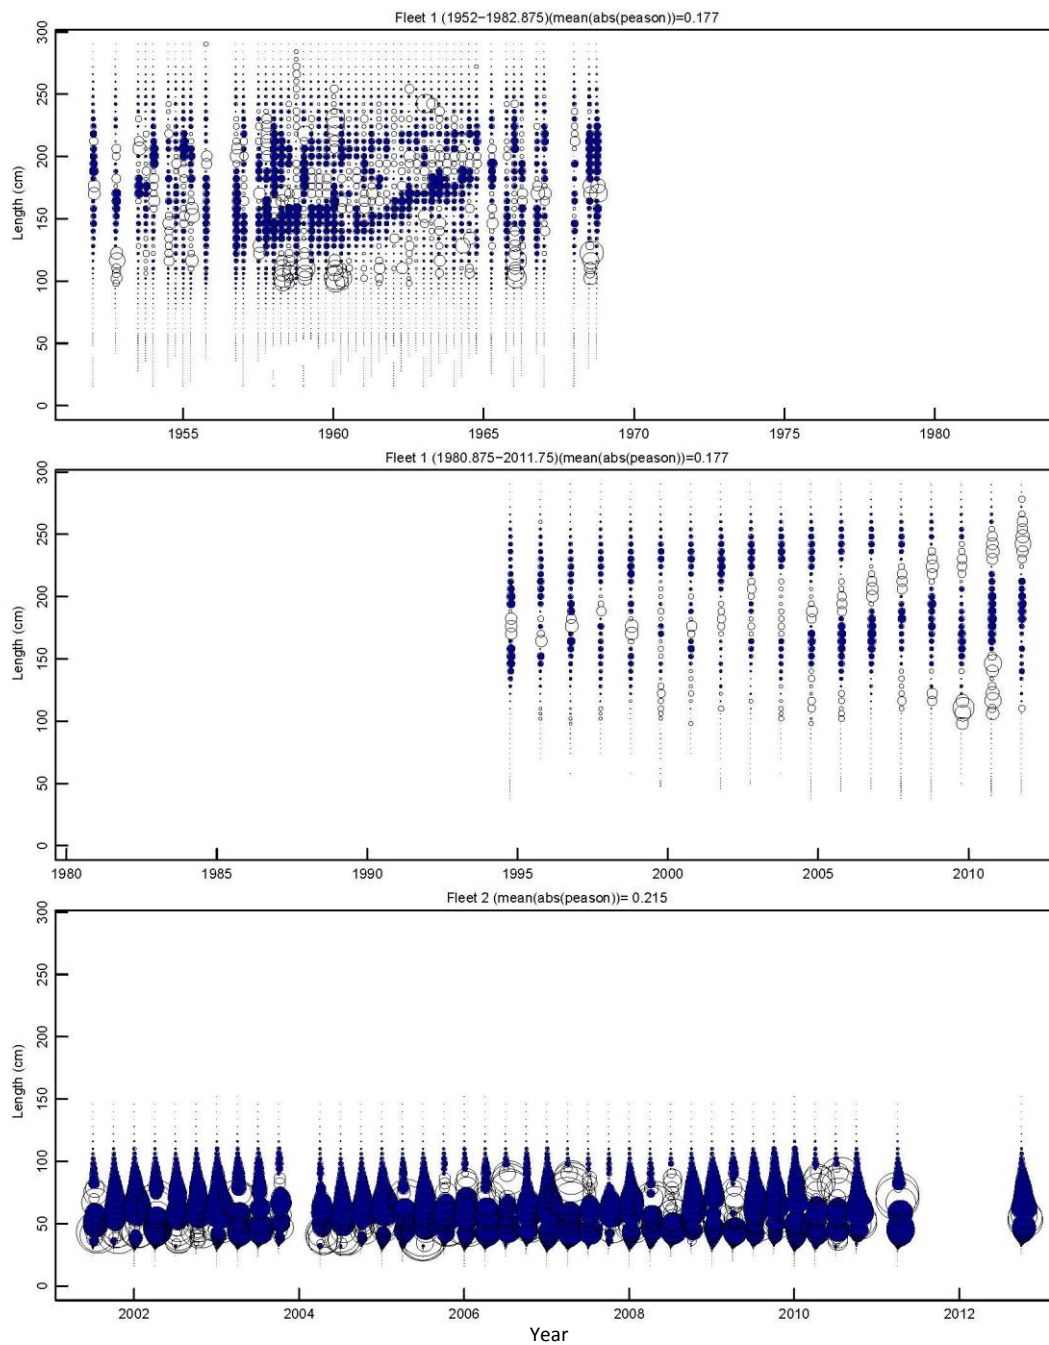 Fleet 1 (1952−1982.875)(mean(abs(peason))=0.177
300
250
200
150
100
50
0
Length (cm)
1955 1960 1965 1970 1975 1980
Fleet 1 (1980.875−2011.75)(mean(abs(peason))=0.177
300
250
200
150
100
50
0
Length (cm)
1980 1985 1990 1995 2000 2005 2010
Fleet 2 (mean(abs(peason))= 0.215
300
250
200
150
100
50
0
Length (cm)
2002 2004 2006 2008 2010 2012
Year